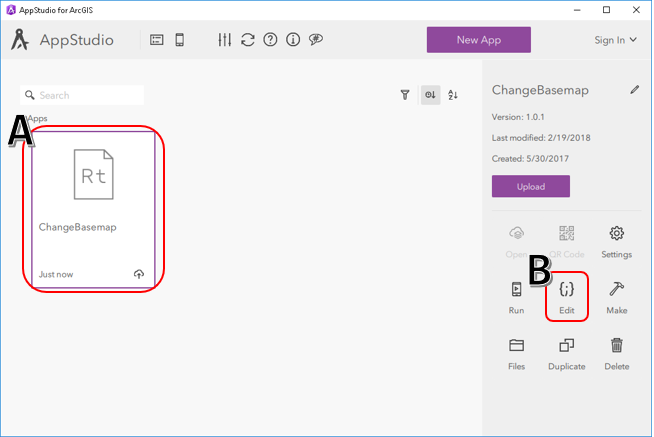 AppStudio for ArcGIS
AppStudio
New App
Sign In
Search
Apps
A
Rt
ChangeBasemap
Just now
ChangeBasemap
Version: 1.0.1
Last modified: 2/19/2018
Created: 5/30/2017
Upload
Open QR Code Settings
B
Run Edit Make
Files Duplicate Delete